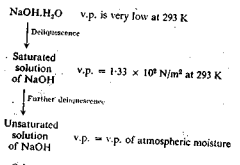 NaOH.H₂O v.p. is very low at 293 K
Deliquescence
Saturated
solution
of NaOH v.p. = 1·33 × 10² N/m² at 293 K
Further deliquescence
Unsaturated
solution
of NaOH v.p. = v.p. of atmospheric moisture